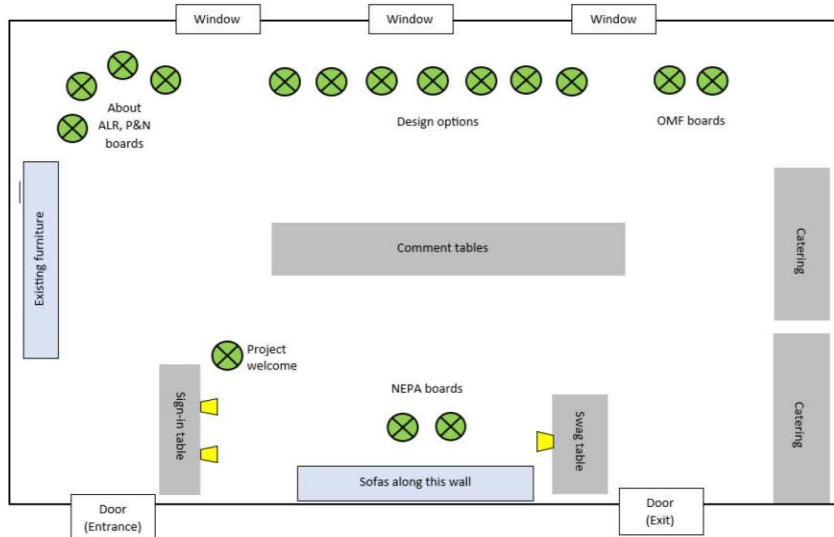 Window
Window
Window
About
ALR, P&N
boards
Design options
OMF boards
Existing furniture
Comment tables
Catering
Project
welcome
Sign-in table
NEPA boards
Swag table
Catering
Sofas along this wall
Door
(Entrance)
Door
(Exit)